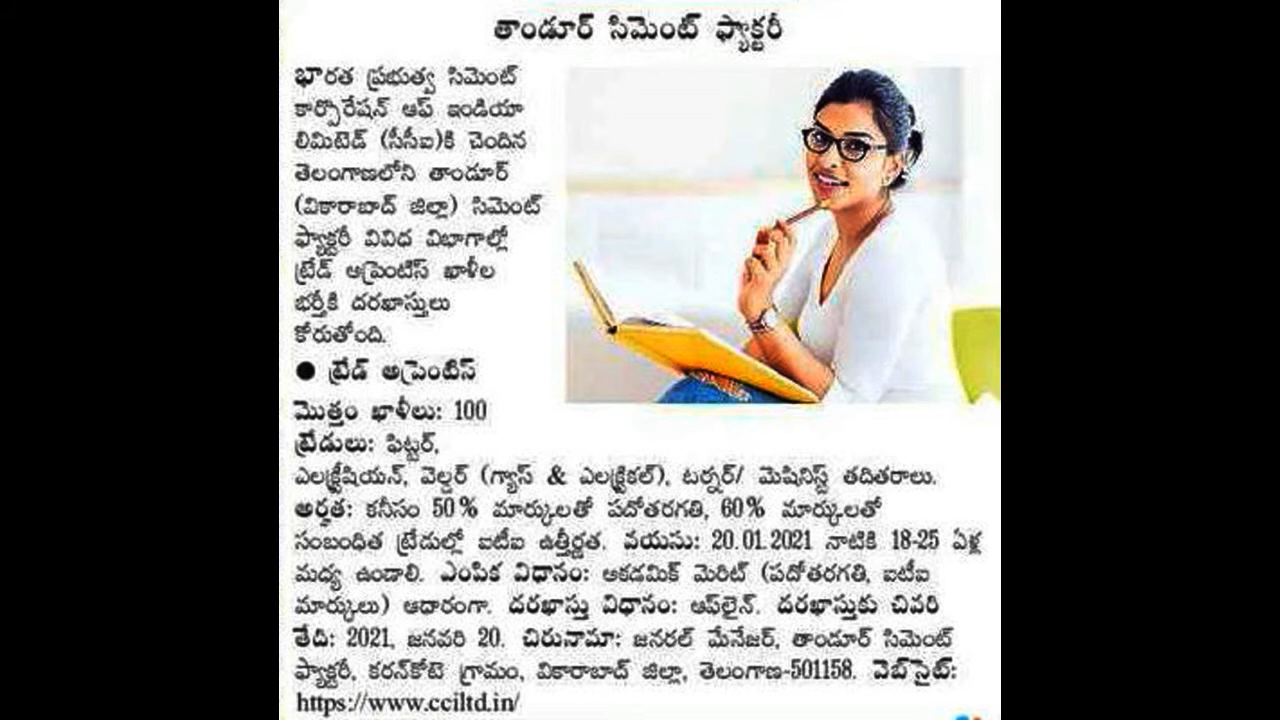 తాండూర్ సిమెంట్ ఫ్యాక్టరీ
భారత ప్రభుత్వ సిమెంట్
కార్పొరేషన్ ఆఫ్ ఇండియా
లిమిటెడ్ (సీసీఐ)కి చెందిన
తెలంగాణలోని తాండూర్
(వికారాబాద్ జిల్లా) సిమెంట్
ఫ్యాక్టరీ వివిధ విభాగాల్లో
ట్రేడ్ అప్రెంటిస్ ఖాళీల
భర్తీకి దరఖాస్తులు
కోరుతోంది.
● ట్రేడ్ అప్రెంటిస్
మొత్తం ఖాళీలు: 100
ట్రేడులు: ఫిట్టర్,
ఎలక్ట్రీషియన్, వెల్డర్ (గ్యాస్ & ఎలక్ట్రికల్), టర్నర్/ మెషినిస్ట్ తదితరాలు.
అర్హత: కనీసం 50% మార్కులతో పదోతరగతి, 60% మార్కులతో
సంబంధిత ట్రేడుల్లో ఐటీఐ ఉత్తీర్ణత. వయసు: 20.01.2021 నాటికి 18-25 ఏళ్ల
మధ్య ఉండాలి. ఎంపిక విధానం: అకడమిక్ మెరిట్ (పదోతరగతి, ఐటీఐ
మార్కులు) ఆధారంగా. దరఖాస్తు విధానం: ఆఫ్‌లైన్. దరఖాస్తుకు చివరి
తేది: 2021, జనవరి 20. చిరునామా: జనరల్ మేనేజర్, తాండూర్ సిమెంట్
ఫ్యాక్టరీ, కరన్‌కోటె గ్రామం, వికారాబాద్ జిల్లా, తెలంగాణ-501158. వెబ్‌సైట్:
https://www.cciltd.in/